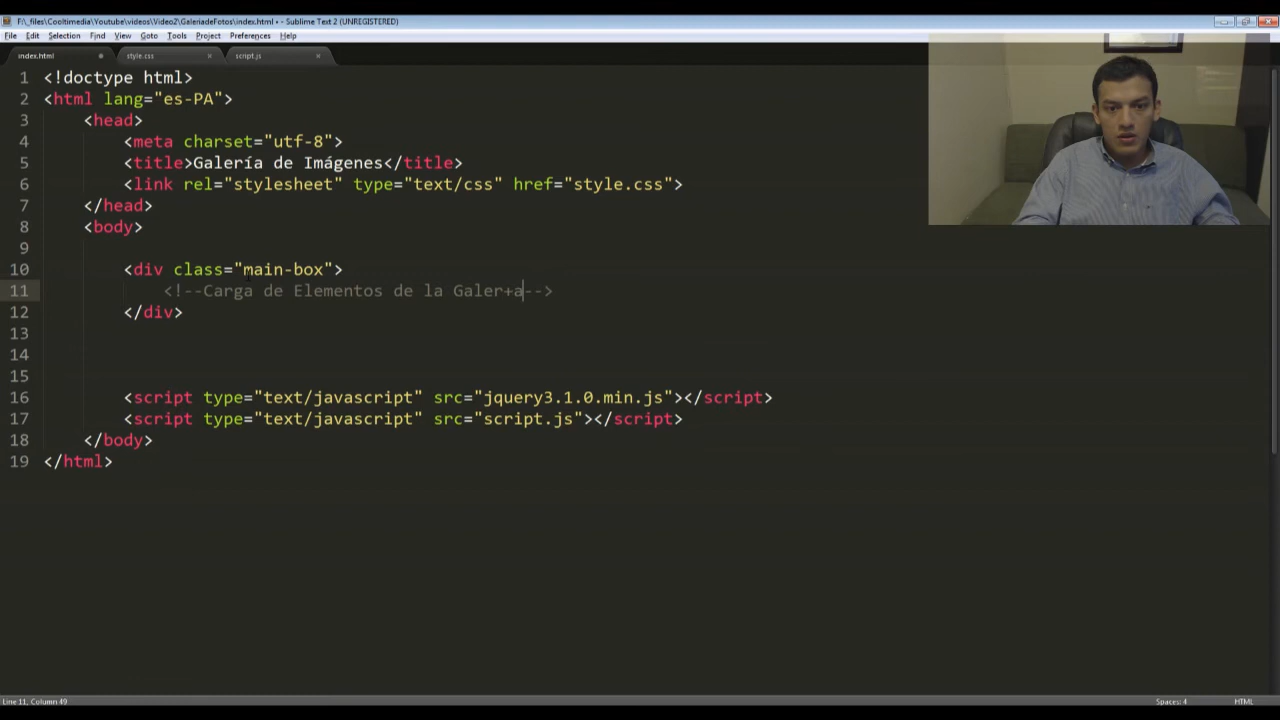 F:\_files\Cooltimedia\Youtube\videos\Video2\GaleriadeFotos\index.html • - Sublime Text 2 (UNREGISTERED)
File Edit Selection Find View Goto Tools Project Preferences Help
index.html style.css script.js
1 <!doctype html>
2 <html lang="es-PA">
3 <head>
4 <meta charset="utf-8">
5 <title>Galería de Imágenes</title>
6 <link rel="stylesheet" type="text/css" href="style.css">
7 </head>
8 <body>
9
10 <div class="main-box">
11 <!--Carga de Elementos de la Galer+a-->
12 </div>
13
14
15
16 <script type="text/javascript" src="jquery3.1.0.min.js"></script>
17 <script type="text/javascript" src="script.js"></script>
18 </body>
19 </html>
Line 11, Column 49 Spaces: 4 HTML